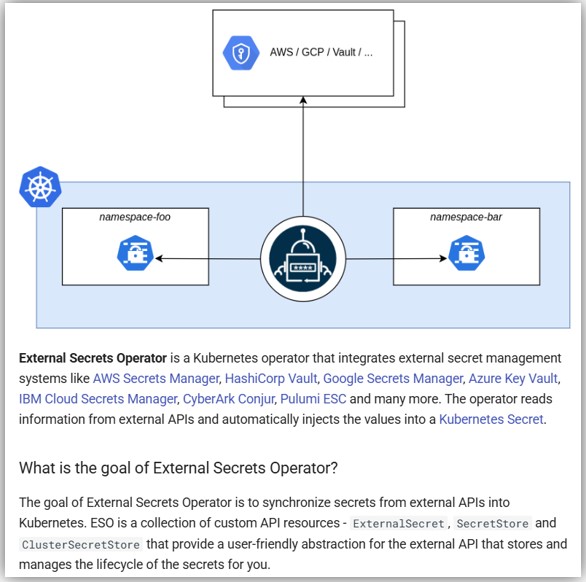 AWS / GCP / Vault / ...
namespace-foo
namespace-bar
****
External Secrets Operator is a Kubernetes operator that integrates external secret management
systems like AWS Secrets Manager, HashiCorp Vault, Google Secrets Manager, Azure Key Vault,
IBM Cloud Secrets Manager, CyberArk Conjur, Pulumi ESC and many more. The operator reads
information from external APIs and automatically injects the values into a Kubernetes Secret.
What is the goal of External Secrets Operator?
The goal of External Secrets Operator is to synchronize secrets from external APIs into
Kubernetes. ESO is a collection of custom API resources - ExternalSecret, SecretStore and
ClusterSecretStore that provide a user-friendly abstraction for the external API that stores and
manages the lifecycle of the secrets for you.